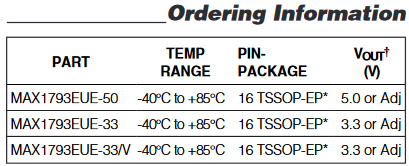 Ordering Information
PART TEMP RANGE PIN-PACKAGE VOUT† (V)
MAX1793EUE-50 -40°C to +85°C 16 TSSOP-EP* 5.0 or Adj
MAX1793EUE-33 -40°C to +85°C 16 TSSOP-EP* 3.3 or Adj
MAX1793EUE-33/V -40°C to +85°C 16 TSSOP-EP* 3.3 or Adj